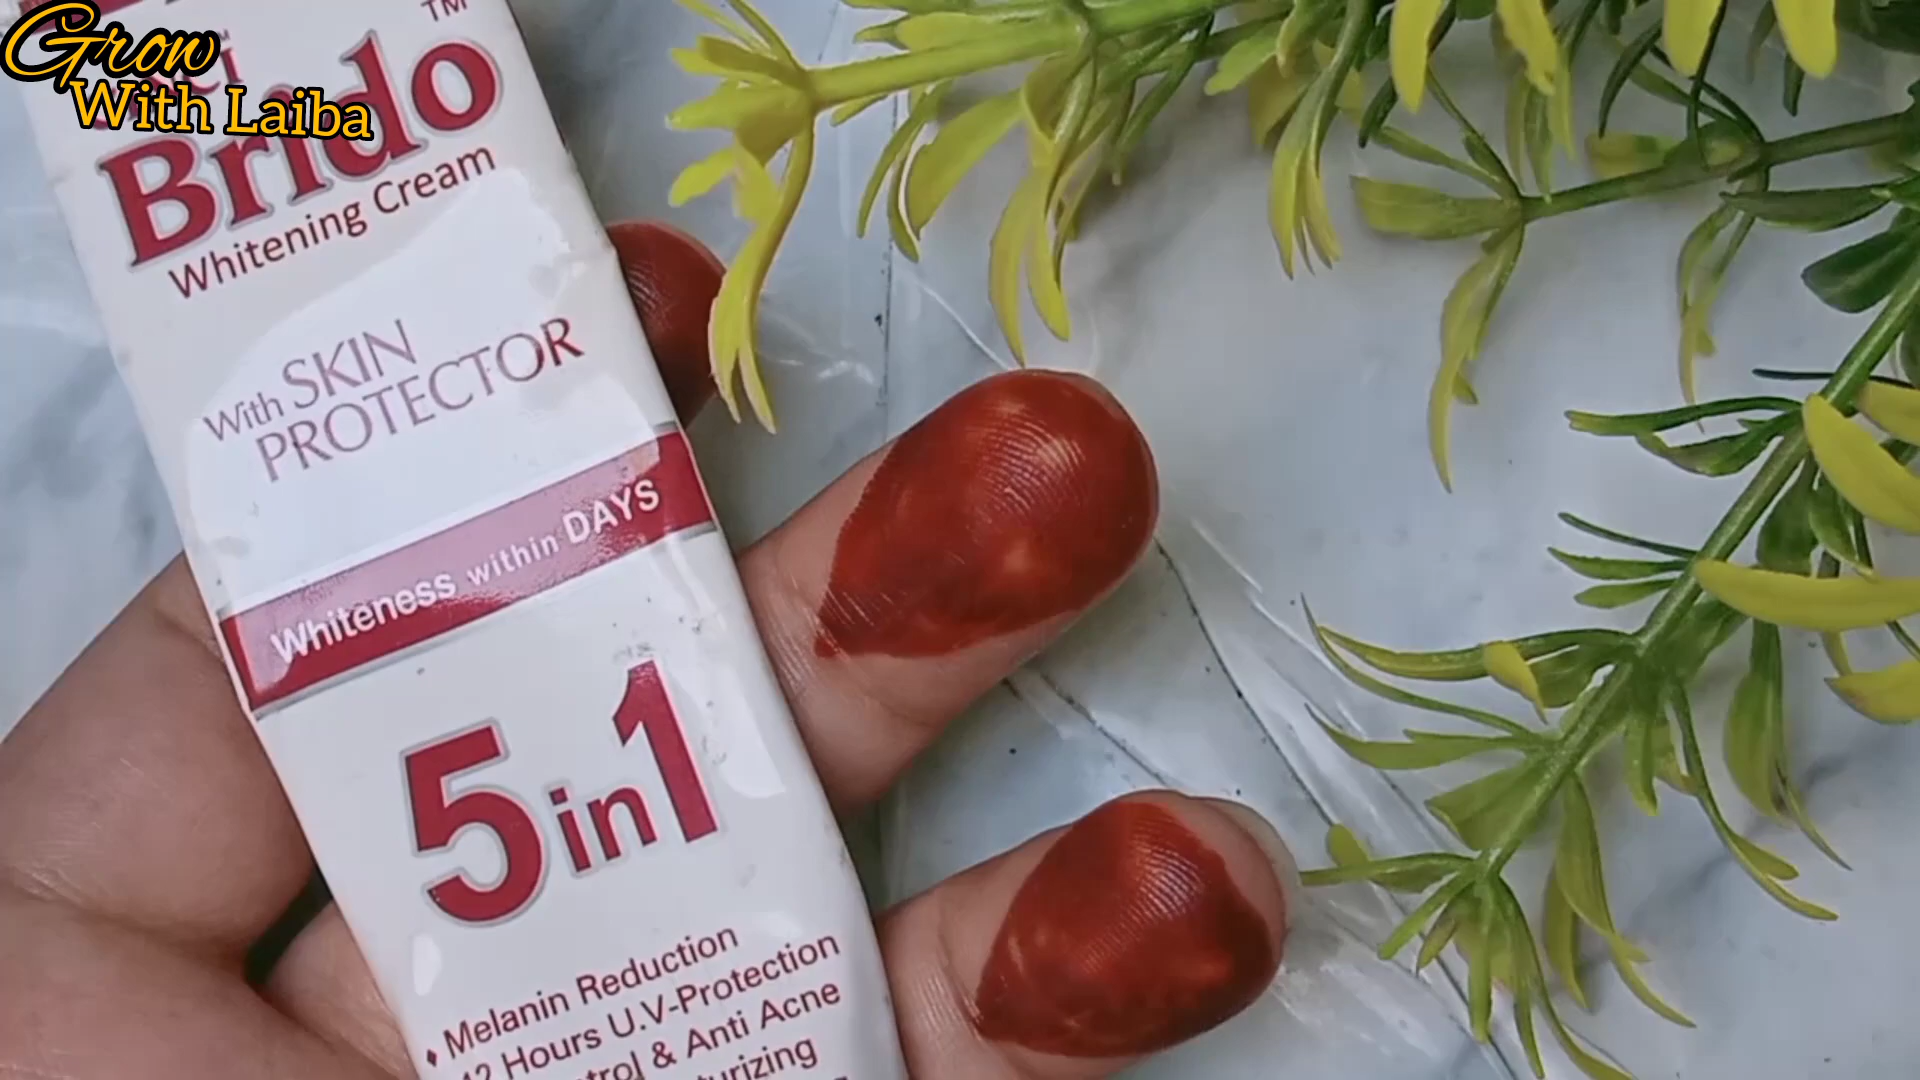 Grow
With Laiba
TM
Brido
Whitening Cream
With SKIN
PROTECTOR
Whiteness within DAYS
5 in 1
♦ Melanin Reduction
12 Hours U.V-Protection
& Anti Acne